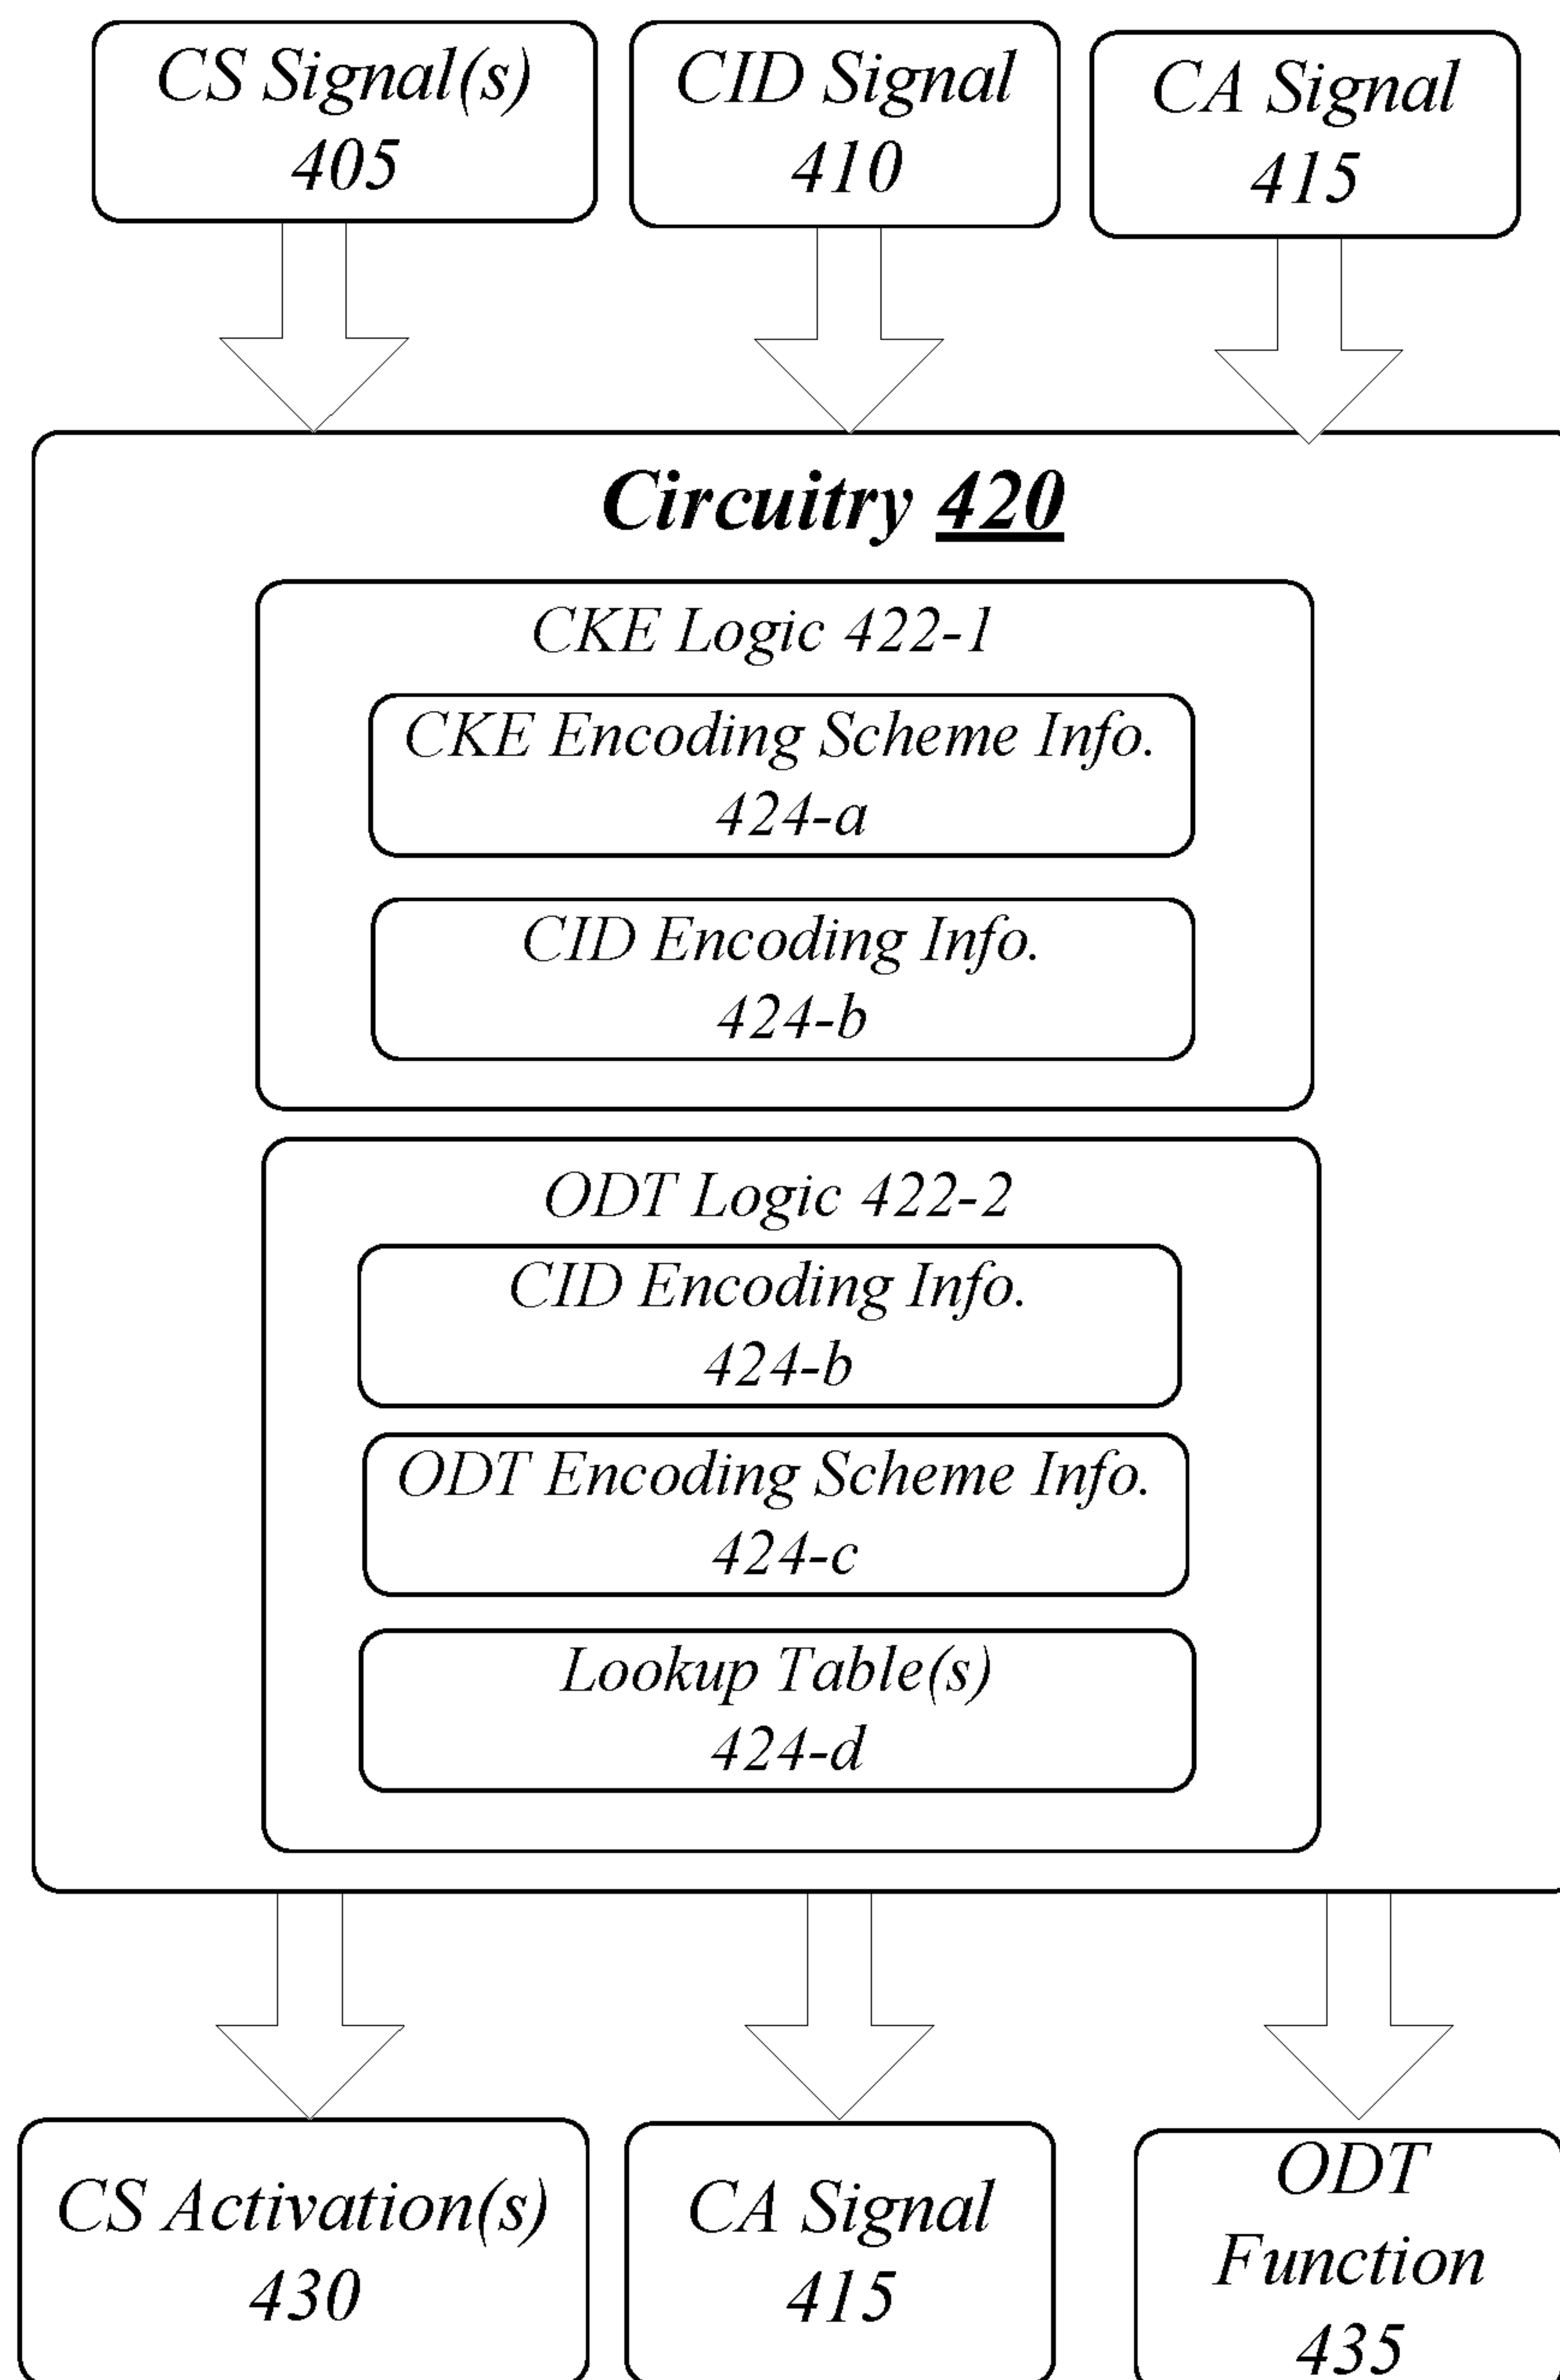 CS Signal(s)
405
CID Signal
410
CA Signal
415
Circuitry 420
CKE Logic 422-1
CKE Encoding Scheme Info.
424-a
CID Encoding Info.
424-b
ODT Logic 422-2
CID Encoding Info.
424-b
ODT Encoding Scheme Info.
424-c
Lookup Table(s)
424-d
CS Activation(s)
430
CA Signal
415
ODT
Function
435